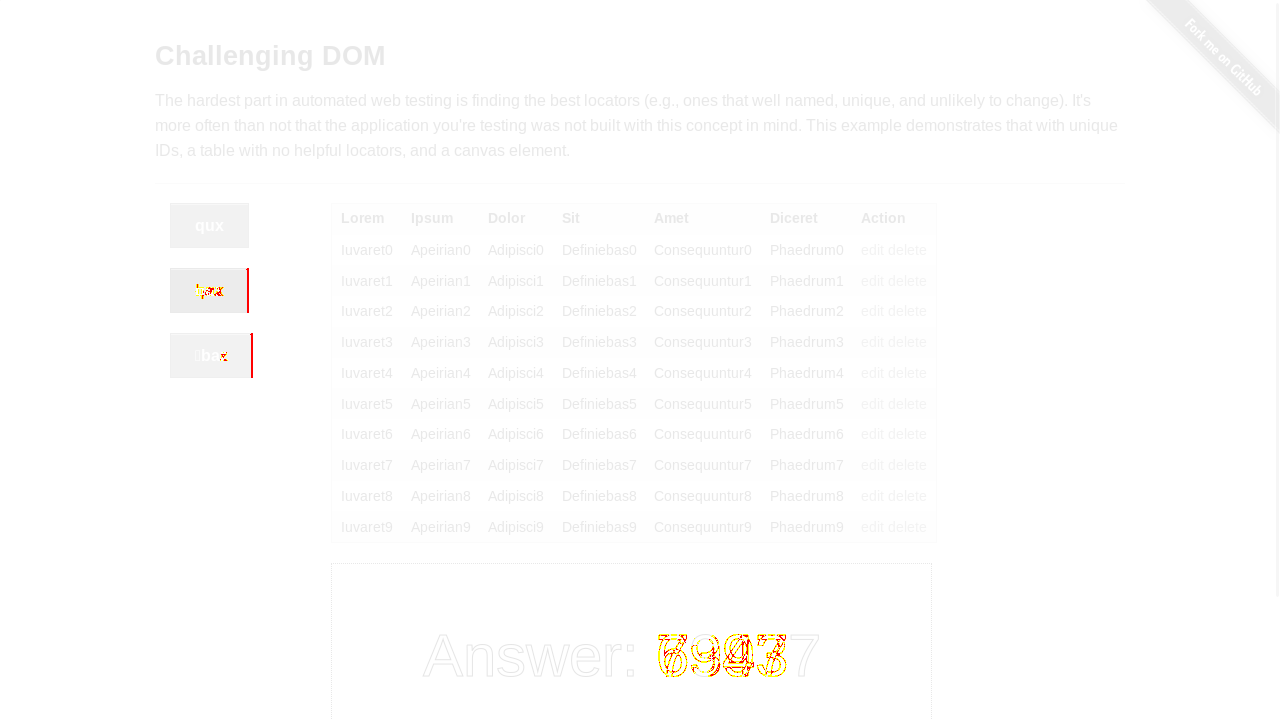 Fork me on GitHub
Challenging DOM
The hardest part in automated web testing is finding the best locators (e.g., ones that well named, unique, and unlikely to change). It's
more often than not that the application you're testing was not built with this concept in mind. This example demonstrates that with unique
IDs, a table with no helpful locators, and a canvas element.
qux
Lorem Ipsum Dolor Sit Amet Diceret Action
Iuvaret0 Apeirian0 Adipisci0 Definiebas0 Consequuntur0 Phaedrum0 edit delete
Iuvaret1 Apeirian1 Adipisci1 Definiebas1 Consequuntur1 Phaedrum1 edit delete
Iuvaret2 Apeirian2 Adipisci2 Definiebas2 Consequuntur2 Phaedrum2 edit delete
Iuvaret3 Apeirian3 Adipisci3 Definiebas3 Consequuntur3 Phaedrum3 edit delete
Iuvaret4 Apeirian4 Adipisci4 Definiebas4 Consequuntur4 Phaedrum4 edit delete
Iuvaret5 Apeirian5 Adipisci5 Definiebas5 Consequuntur5 Phaedrum5 edit delete
Iuvaret6 Apeirian6 Adipisci6 Definiebas6 Consequuntur6 Phaedrum6 edit delete
Iuvaret7 Apeirian7 Adipisci7 Definiebas7 Consequuntur7 Phaedrum7 edit delete
Iuvaret8 Apeirian8 Adipisci8 Definiebas8 Consequuntur8 Phaedrum8 edit delete
Iuvaret9 Apeirian9 Adipisci9 Definiebas9 Consequuntur9 Phaedrum9 edit delete
Answer: